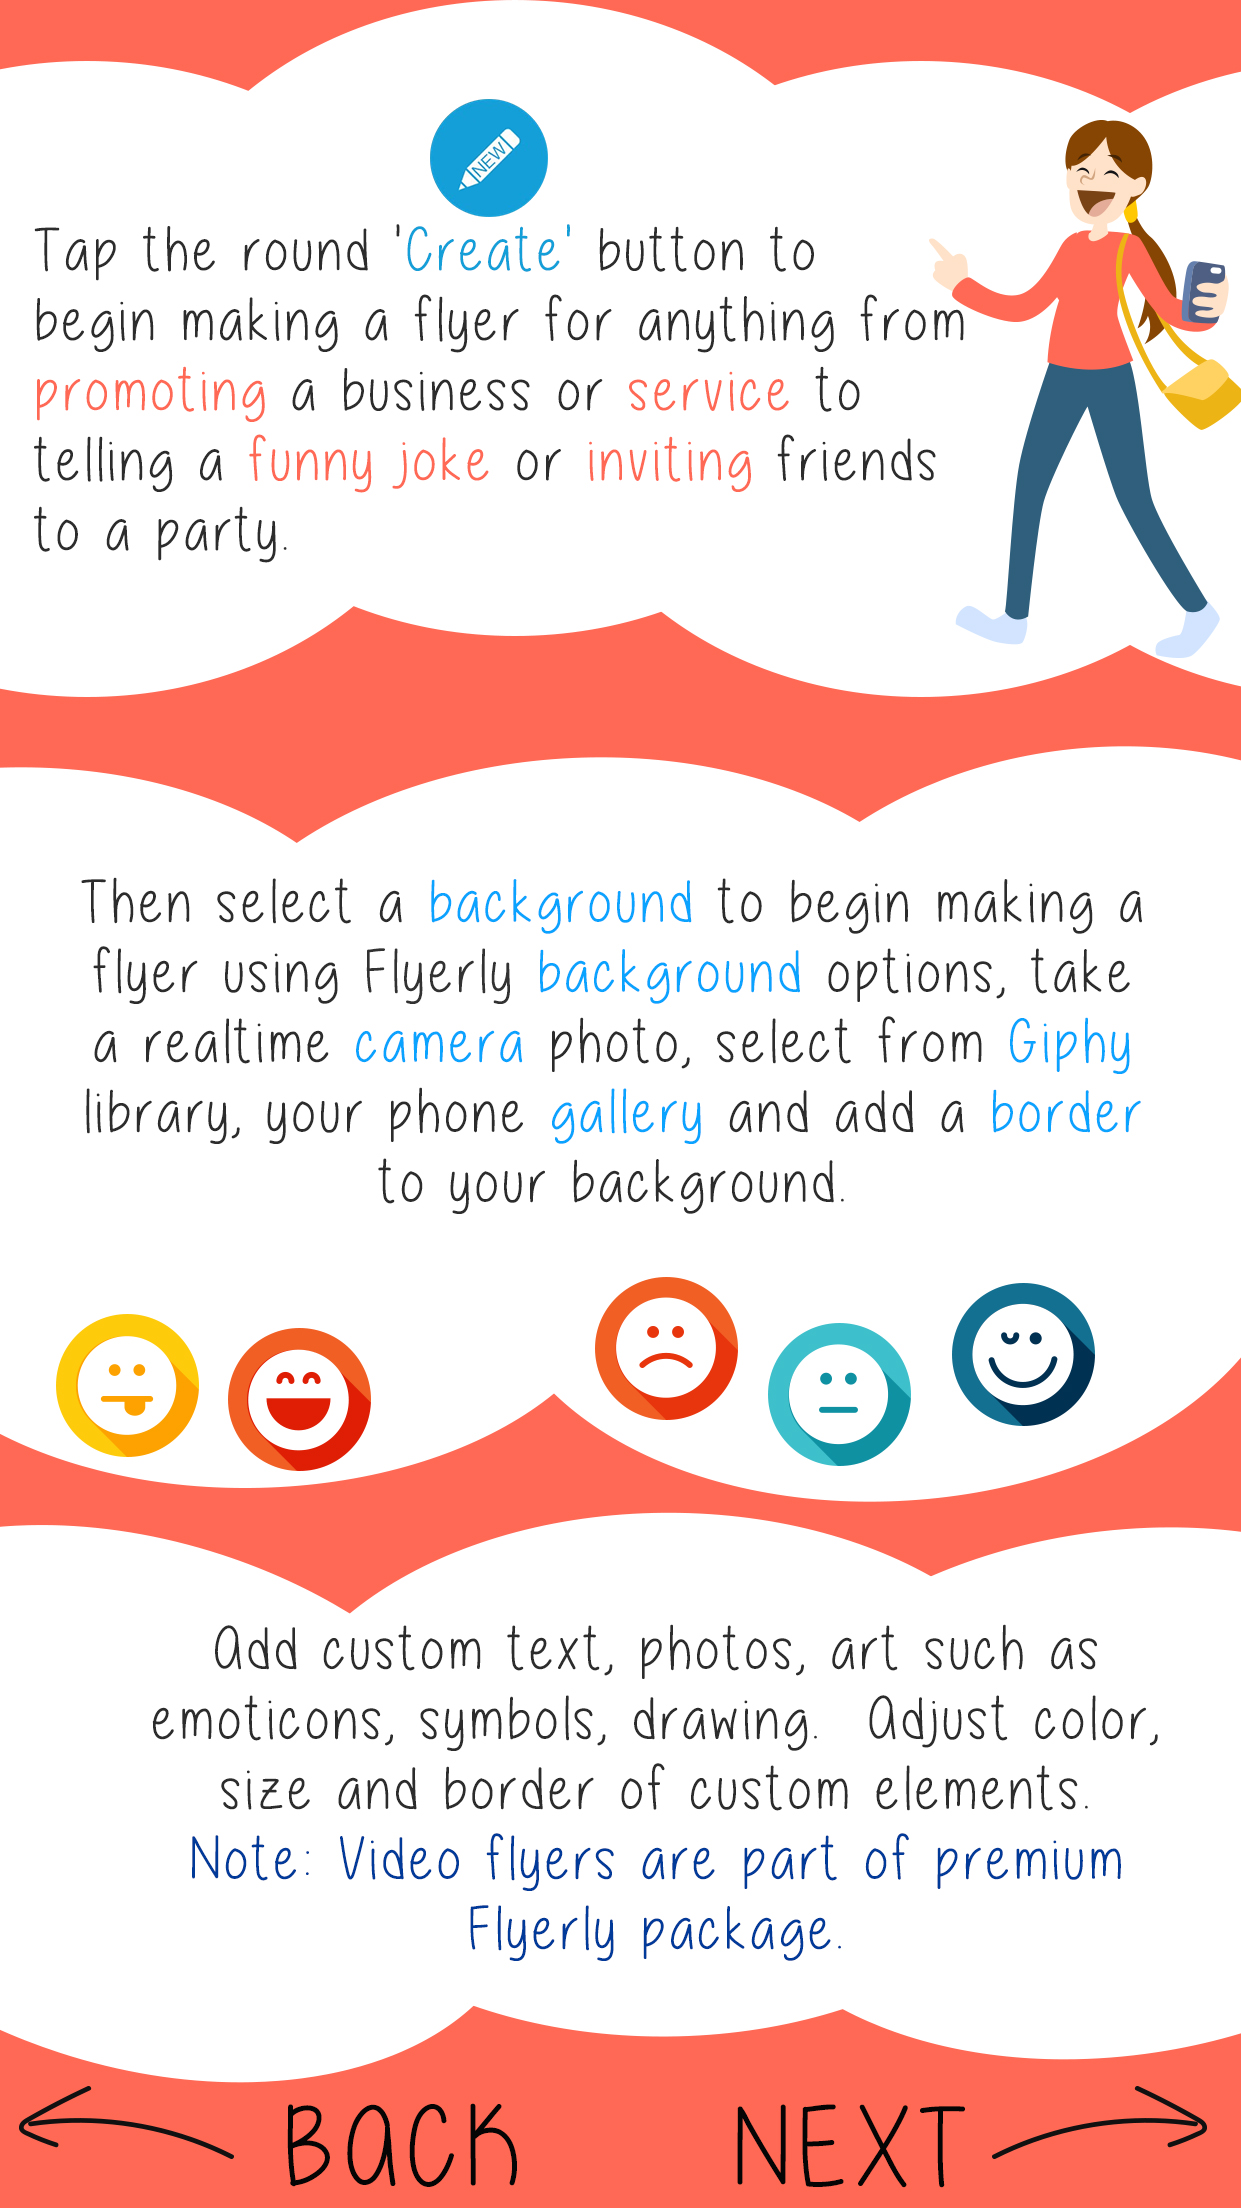 NEW
Tap the round 'Create' button to
begin making a flyer for anything from
promoting a business or service to
telling a funny joke or inviting friends
to a party.
Then select a background to begin making a
flyer using Flyerly background options, take
a realtime camera photo, select from Giphy
library, your phone gallery and add a border
to your background.
Add custom text, photos, art such as
emoticons, symbols, drawing. Adjust color,
size and border of custom elements.
Note: Video flyers are part of premium
Flyerly package.
BACK NEXT